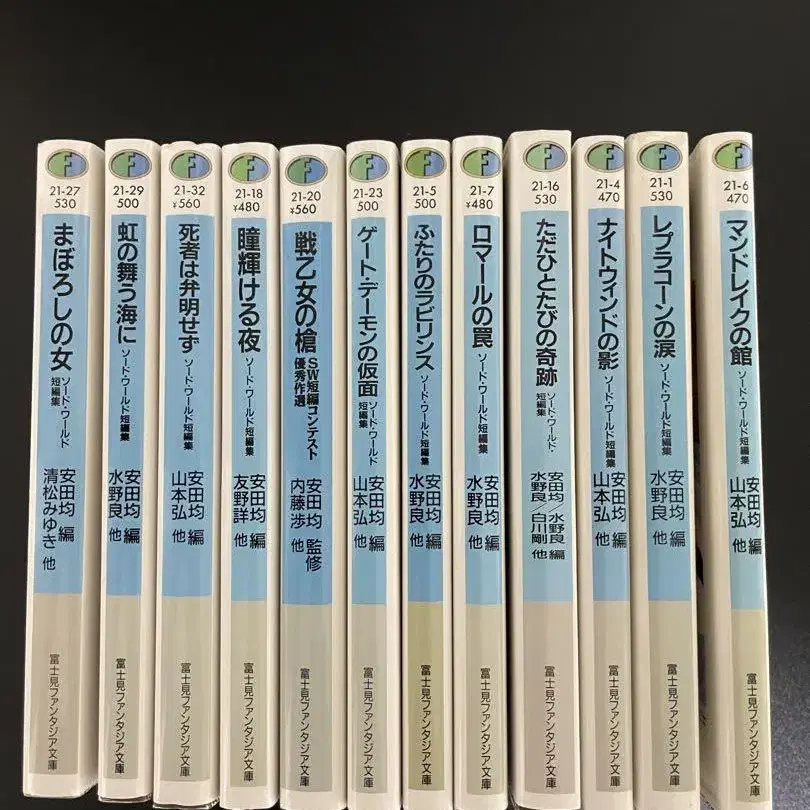 F
21-27
530
まぼろしの女
ソード・ワールド
短編集
安田均 編
清松みゆき 他
富士見ファンタジア文庫
F
21-29
500
虹の舞う海に
ソード・ワールド短編集
安田均 編
水野良 他
富士見ファンタジア文庫
F
21-32
¥560
死者は弁明せず
ソード・ワールド短編集
安田均 編
山本弘 他
富士見ファンタジア文庫
F
21-18
¥480
瞳輝ける夜
ソード・ワールド短編集
安田均 編
友野詳 他
富士見ファンタジア文庫
F
21-20
¥560
戦乙女の槍
SW短編コンテスト
優秀作選
安田均 監修
内藤渉 他
富士見ファンタジア文庫
F
21-23
500
ゲート・デーモンの仮面
ソード・ワールド
短編集
安田均 編
山本弘 他
富士見ファンタジア文庫
F
21-5
500
ふたりのラビリンス
ソード・ワールド短編集
安田均 編
水野良 他
富士見ファンタジア文庫
F
21-7
¥480
ロマールの罠
ソード・ワールド短編集
安田均 編
水野良 他
富士見ファンタジア文庫
F
21-16
530
ただひとたびの奇跡
ソード・ワールド・
短編集
安田均/水野良 編
水野良/白川剛 他
富士見ファンタジア文庫
F
21-4
470
ナイトウィンドの影
ソード・ワールド短編集
安田均 編
山本弘 他
富士見ファンタジア文庫
F
21-1
530
レプラコーンの涙
ソード・ワールド短編集
安田均 編
水野良 他
富士見ファンタジア文庫
F
21-6
470
マンドレイクの館
ソード・ワールド短編集
安田均 編
山本弘 他
富士見ファンタジア文庫